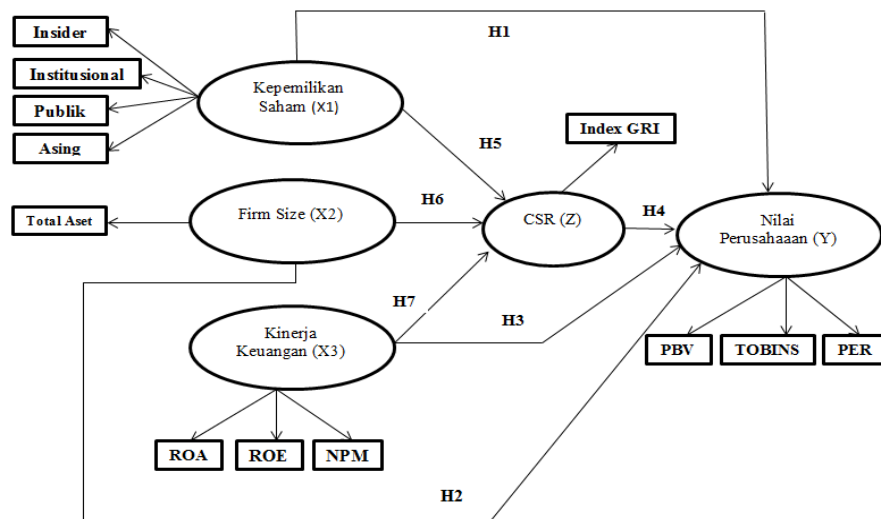 H1
Insider
Institusional
Publik
Asing
Kepemilikan
Saham (X1)
Index GRI
H5
Total Aset
Firm Size (X2)
H6
CSR (Z)
H4
Nilai
Perusahaaan (Y)
H7
H3
Kinerja
Keuangan (X3)
PBV
TOBINS
PER
ROA
ROE
NPM
H2